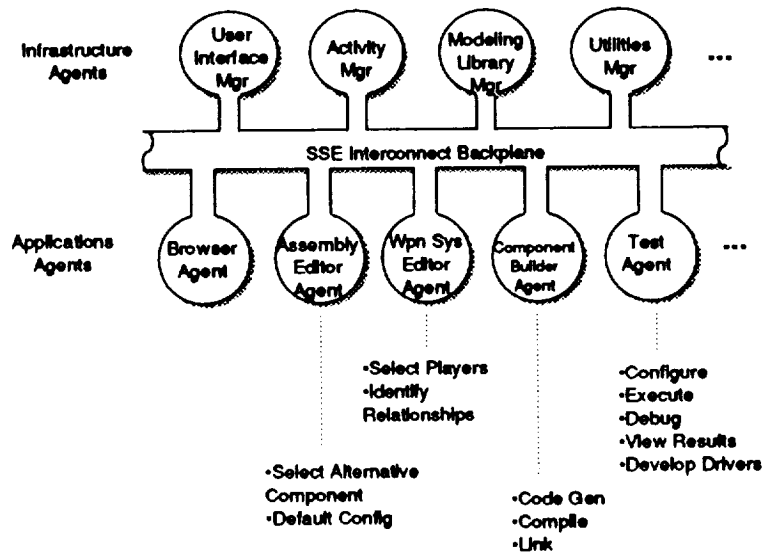 Infrastructure
Agents
User
Interface
Mgr
Activity
Mgr
Modeling
Library
Mgr
Utilities
Mgr
...
SSE Interconnect Backplane
Applications
Agents
Browser
Agent
Assembly
Editor
Agent
Wpn Sys
Editor
Agent
Component
Builder
Agent
Test
Agent
...
•Select Players
•Identify
Relationships
•Configure
•Execute
•Debug
•View Results
•Develop Drivers
•Select Alternative
Component
•Default Config
•Code Gen
•Compile
•Link